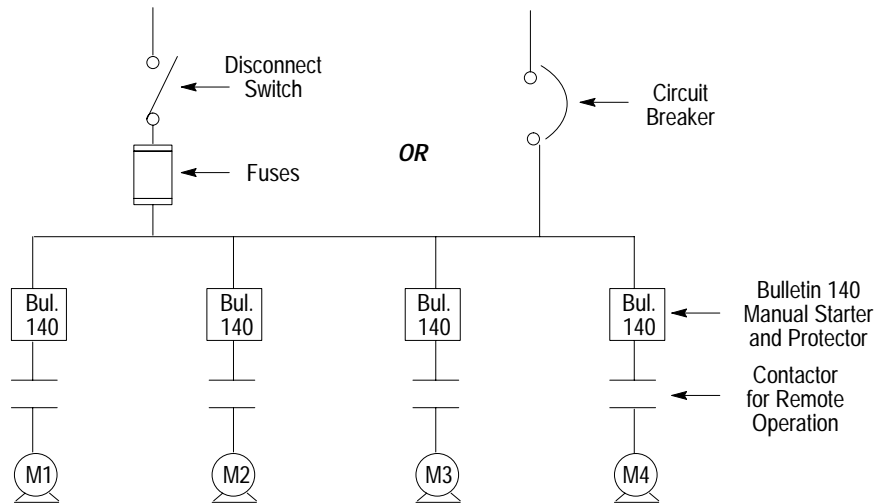 Disconnect
Switch
Circuit
Breaker
OR
Fuses
Bul.
140
Bul.
140
Bul.
140
Bul.
140
Bulletin 140
Manual Starter
and Protector
Contactor
for Remote
Operation
M1
M2
M3
M4